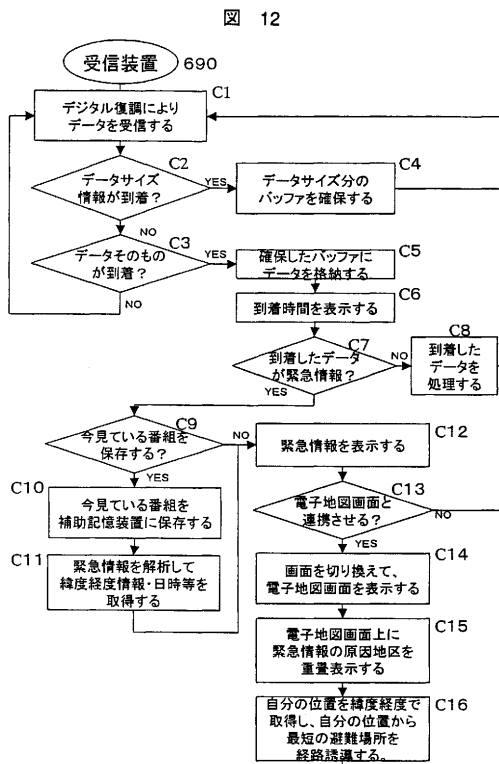 図 12
受信装置
690
C1
デジタル復調により
データを受信する
C2
データサイズ
情報が到着？
YES
C4
データサイズ分の
バッファを確保する
NO
C3
データそのもの
が到着？
YES
NO
C5
確保したバッファに
データを格納する
C6
到着時間を表示する
C7
到着したデータ
が緊急情報？
NO
YES
C8
到着した
データを
処理する
C9
今見ている番組を
保存する？
NO
YES
C10
今見ている番組を
補助記憶装置に保存する
C11
緊急情報を解析して
緯度経度情報・日時等を
取得する
C12
緊急情報を表示する
C13
電子地図画面と
連携させる？
NO
YES
C14
画面を切り換えて、
電子地図画面を表示する
C15
電子地図画面上に
緊急情報の原因地区を
重畳表示する
C16
自分の位置を緯度経度で
取得し、自分の位置から
最短の避難場所を
経路誘導する。